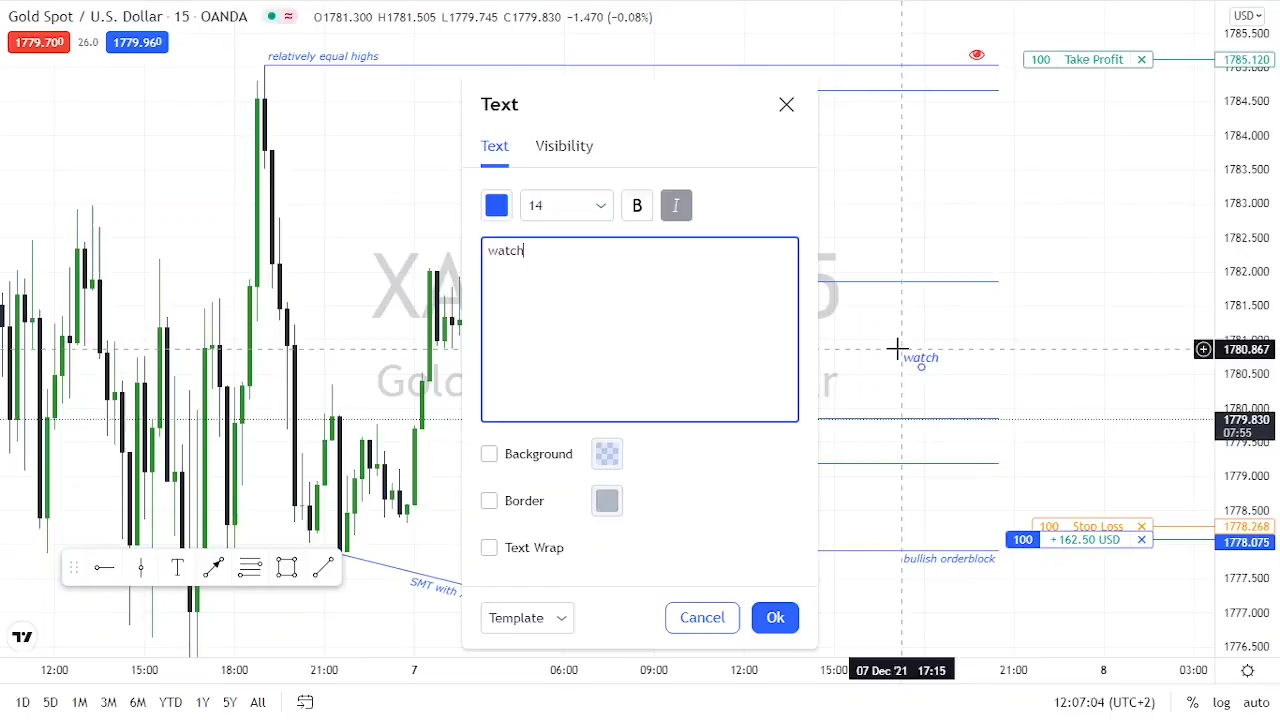 Gold Spot / U.S. Dollar · 15 · OANDA
O1781.300 H1781.505 L1779.745 C1779.830 −1.470 (−0.08%)
USD
1779.700
26.0
1779.960
relatively equal highs
100 Take Profit
1785.500
1785.120
1785.000
1784.500
1784.000
1783.500
1783.000
1782.500
1782.000
1781.500
1781.000
1780.867
1780.500
1780.000
1779.830
07:55
1779.500
1779.000
1778.500
1778.268
1778.075
1777.500
1777.000
1776.500
Text
Text
Visibility
14
B
I
watch
Background
Border
Text Wrap
Template
Cancel
Ok
watch
100 Stop Loss
100 +162.50 USD
bullish orderblock
SMT with
T
12:00
15:00
18:00
21:00
7
06:00
09:00
12:00
15:00
07 Dec '21 17:15
21:00
8
03:00
1D
5D
1M
3M
6M
YTD
1Y
5Y
All
12:07:04 (UTC+2)
%
log
auto